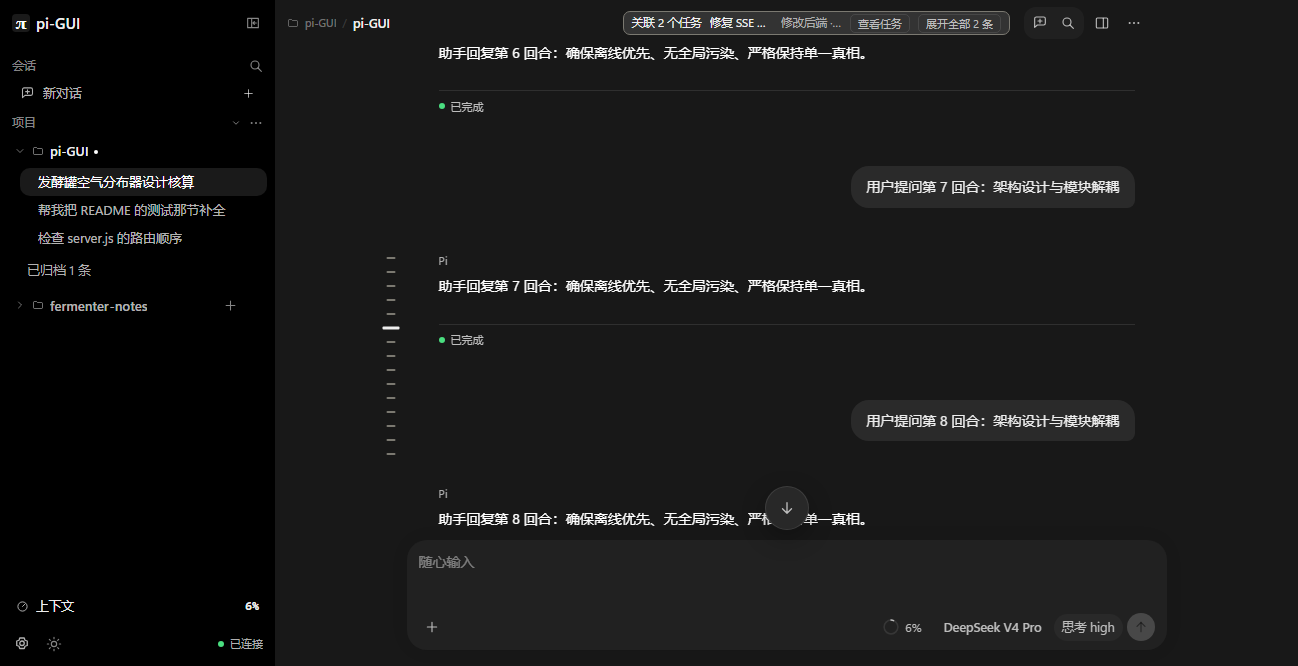 π pi-GUI
会话
新对话
项目
pi-GUI
发酵罐空气分布器设计核算
帮我把 README 的测试那节补全
检查 server.js 的路由顺序
已归档 1 条
fermenter-notes
上下文 6%
已连接
pi-GUI / pi-GUI
关联 2 个任务 修复 SSE ... 修改后端 ·... 查看任务 展开全部 2 条
助手回复第 6 回合：确保离线优先、无全局污染、严格保持单一真相。
已完成
用户提问第 7 回合：架构设计与模块解耦
Pi
助手回复第 7 回合：确保离线优先、无全局污染、严格保持单一真相。
已完成
用户提问第 8 回合：架构设计与模块解耦
Pi
助手回复第 8 回合：确保离线优先、无全局污染、严格 单一真相。
随心输入
6% DeepSeek V4 Pro 思考 high